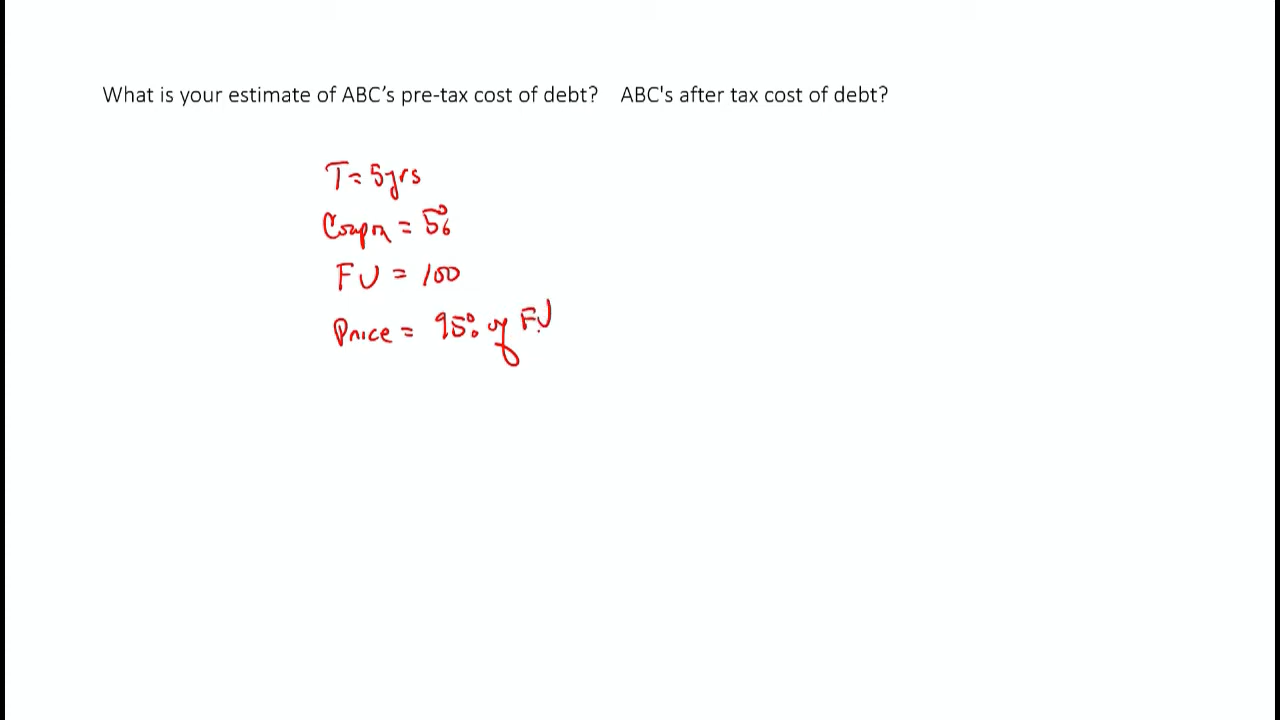 What is your estimate of ABC’s pre-tax cost of debt? ABC's after tax cost of debt?
T = 5yrs
Coupon = 5%
FV = 100
Price = 95% of FV